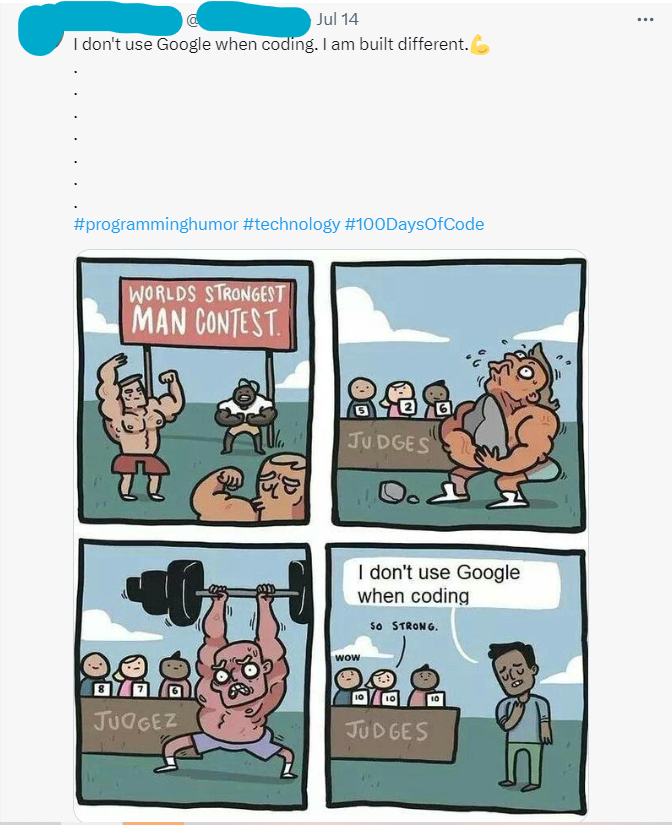 @
Jul 14
I don't use Google when coding. I am built different.💪
.
.
.
.
.
.
.
#programminghumor #technology #100DaysOfCode
WORLDS STRONGEST
MAN CONTEST.
5
2
6
JUDGES
8
7
6
JUDGEZ
I don't use Google
when coding
SO STRONG.
WOW
10
10
10
JUDGES